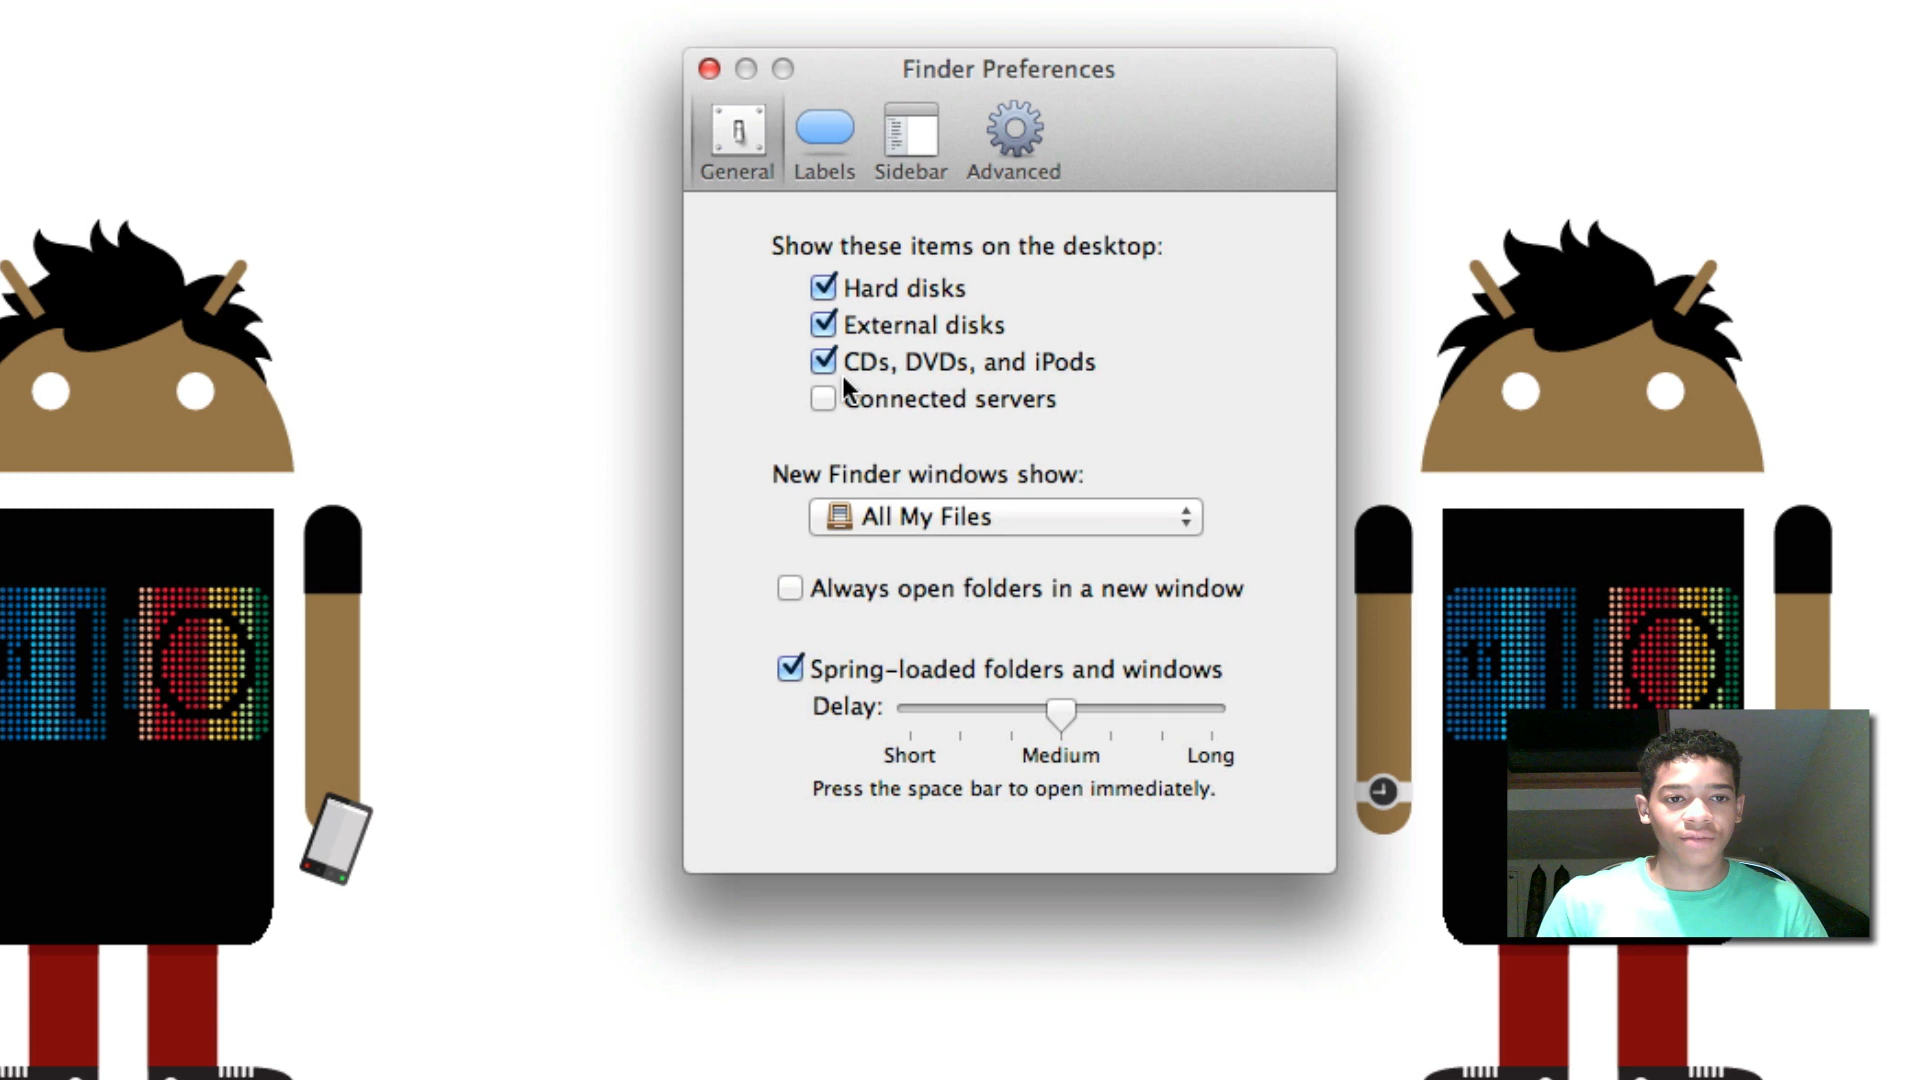 Finder Preferences
General Labels Sidebar Advanced
Show these items on the desktop:
Hard disks
External disks
CDs, DVDs, and iPods
Connected servers
New Finder windows show:
All My Files
Always open folders in a new window
Spring-loaded folders and windows
Delay:
Short Medium Long
Press the space bar to open immediately.